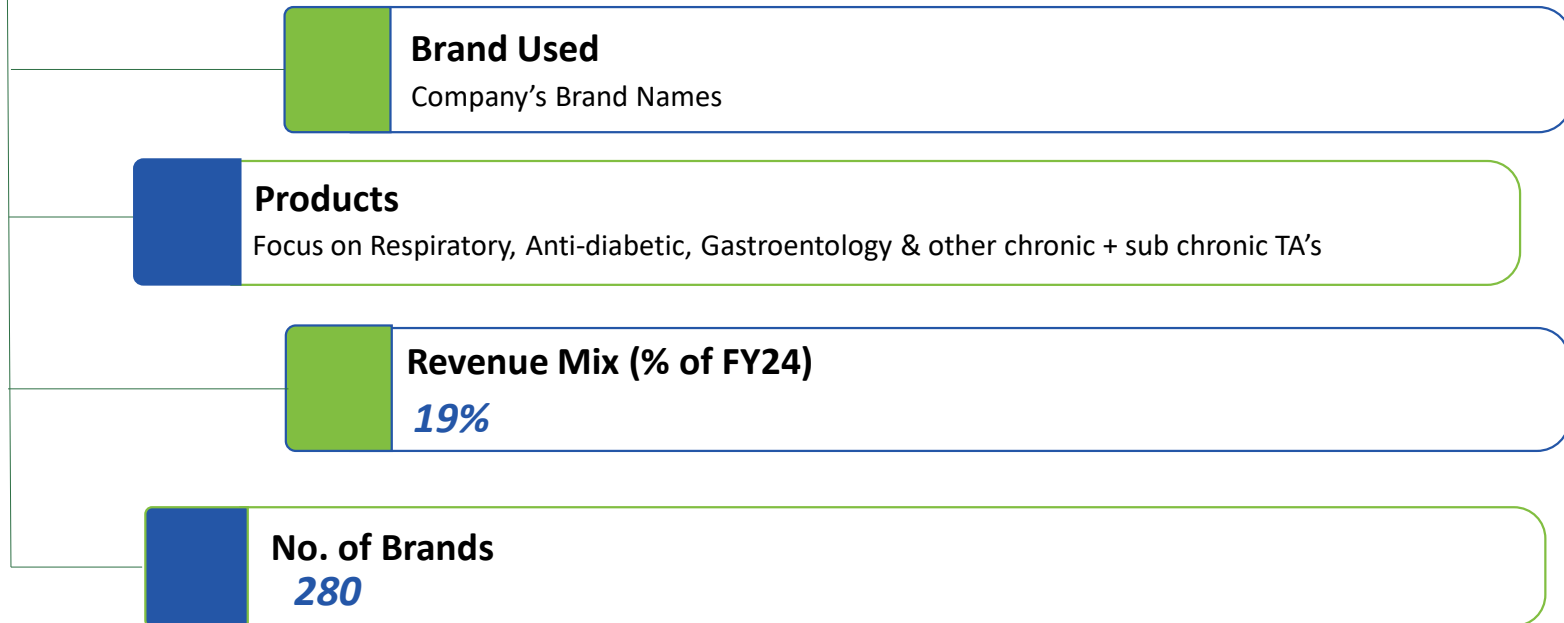 Brand Used
Company’s Brand Names
Products
Focus on Respiratory, Anti-diabetic, Gastroentology & other chronic + sub chronic TA’s
Revenue Mix (% of FY24)
19%
No. of Brands
280